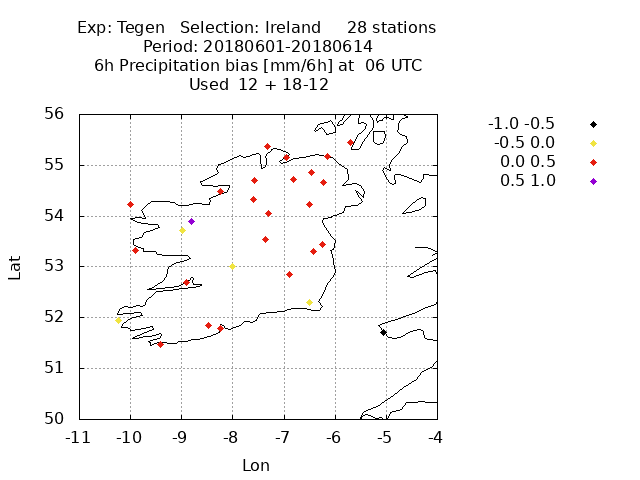 Exp: Tegen   Selection: Ireland     28 stations
Period: 20180601-20180614
6h Precipitation bias [mm/6h] at  06 UTC
Used  12 + 18-12
-1.0 -0.5
-0.5 0.0
0.0 0.5
0.5 1.0
56
55
54
53
52
51
50
Lat
-11 -10 -9 -8 -7 -6 -5 -4
Lon